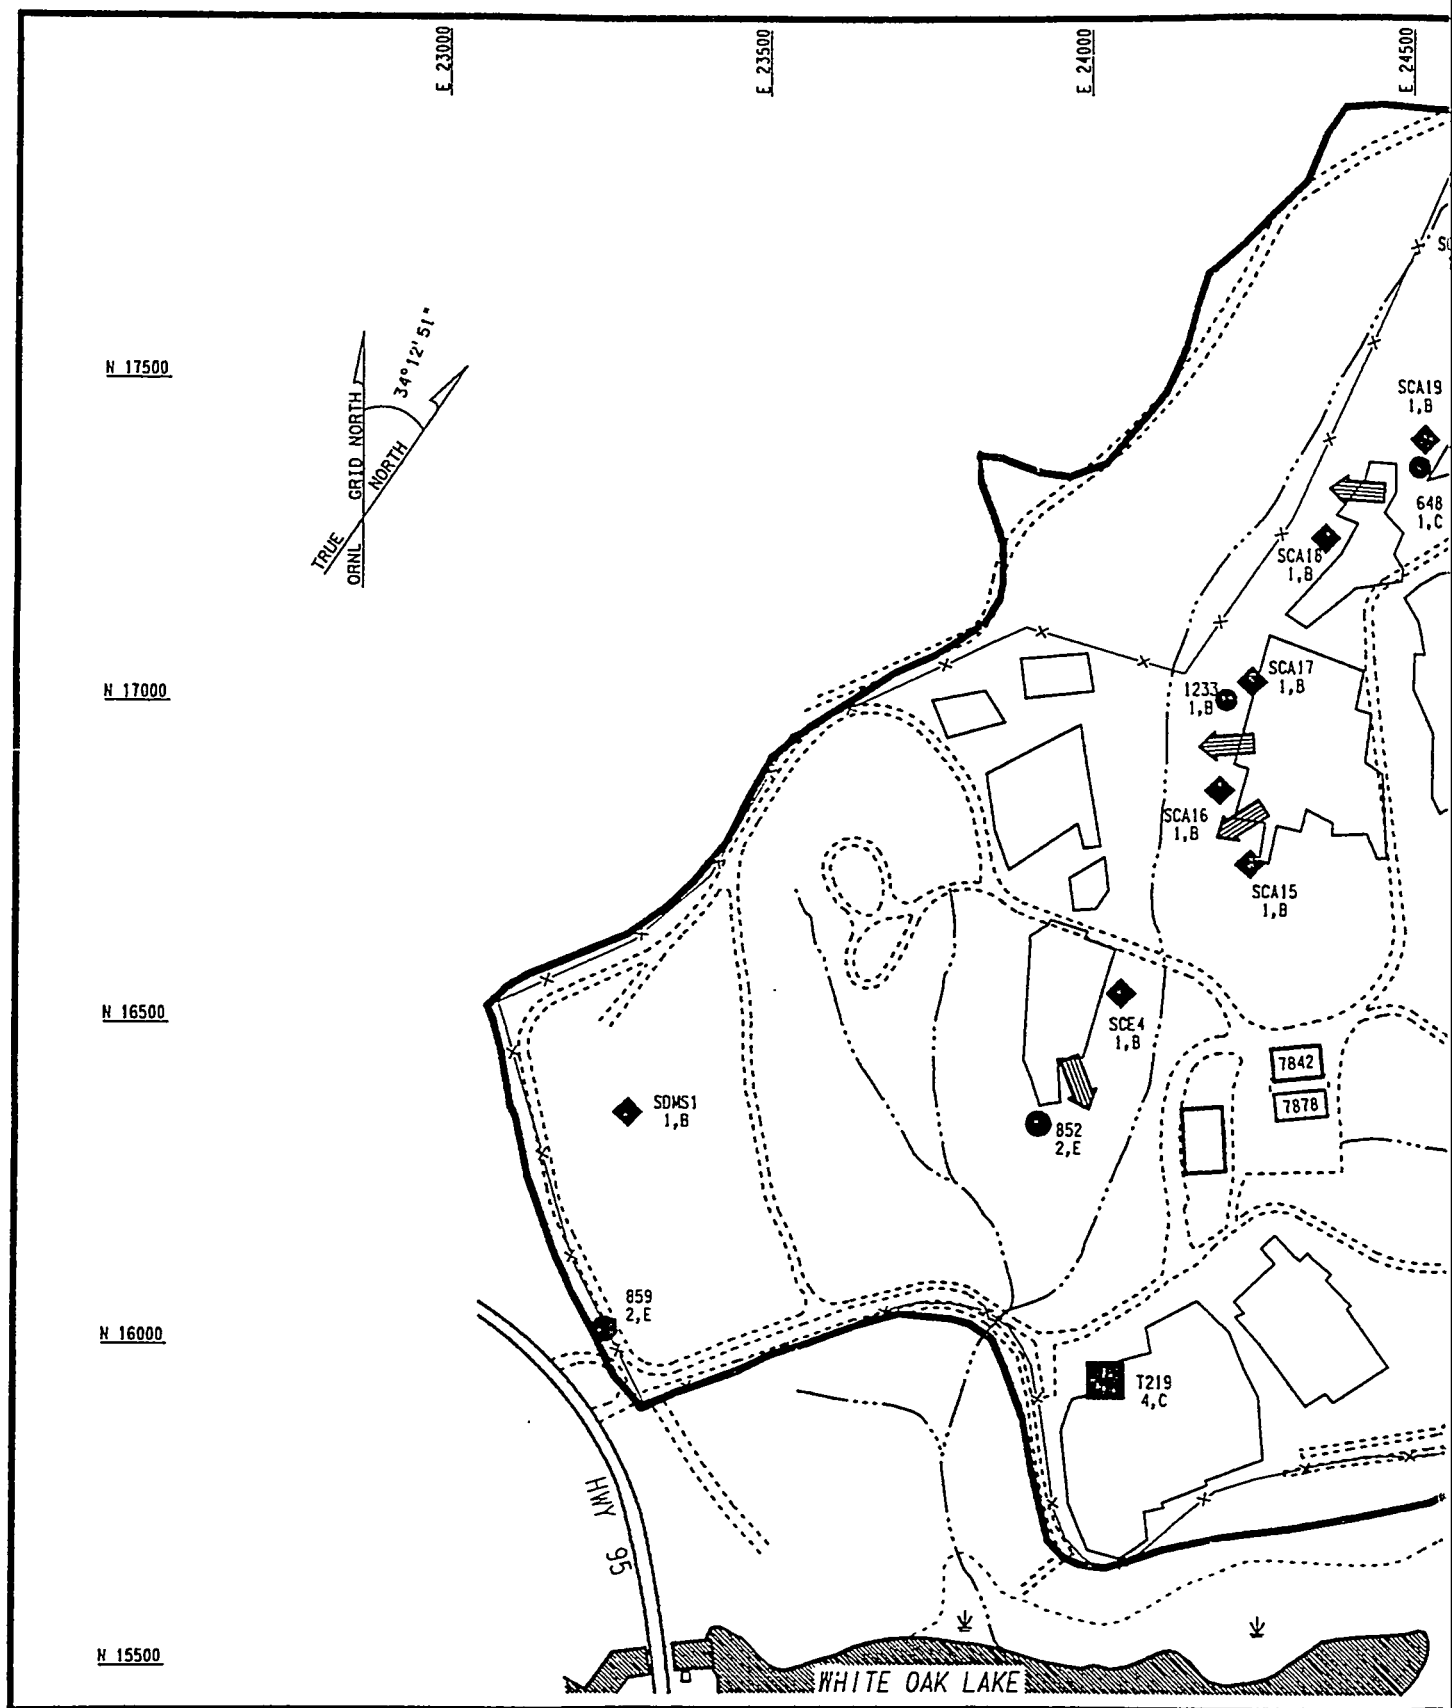 E 23000
E 23500
E 24000
E 24500
N 17500
N 17000
N 16500
N 16000
N 15500
34°12'51"
ORNL GRID NORTH
TRUE NORTH
SCA19
1,B
648
1,C
SCA18
1,B
SCA17
1,B
1233
1,B
SCA16
1,B
SCA15
1,B
SCE4
1,B
7842
7878
SDMS1
1,B
852
2,E
859
2,E
T219
4,C
HWY 95
WHITE OAK LAKE